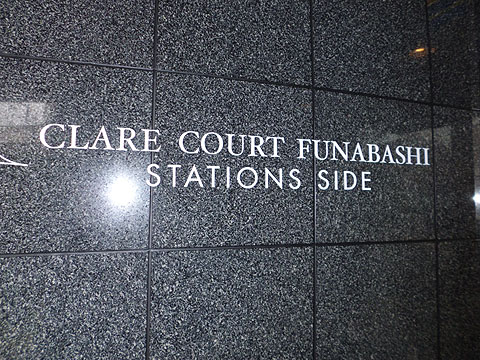 CLARE COURT FUNABASHI
STATIONS SIDE